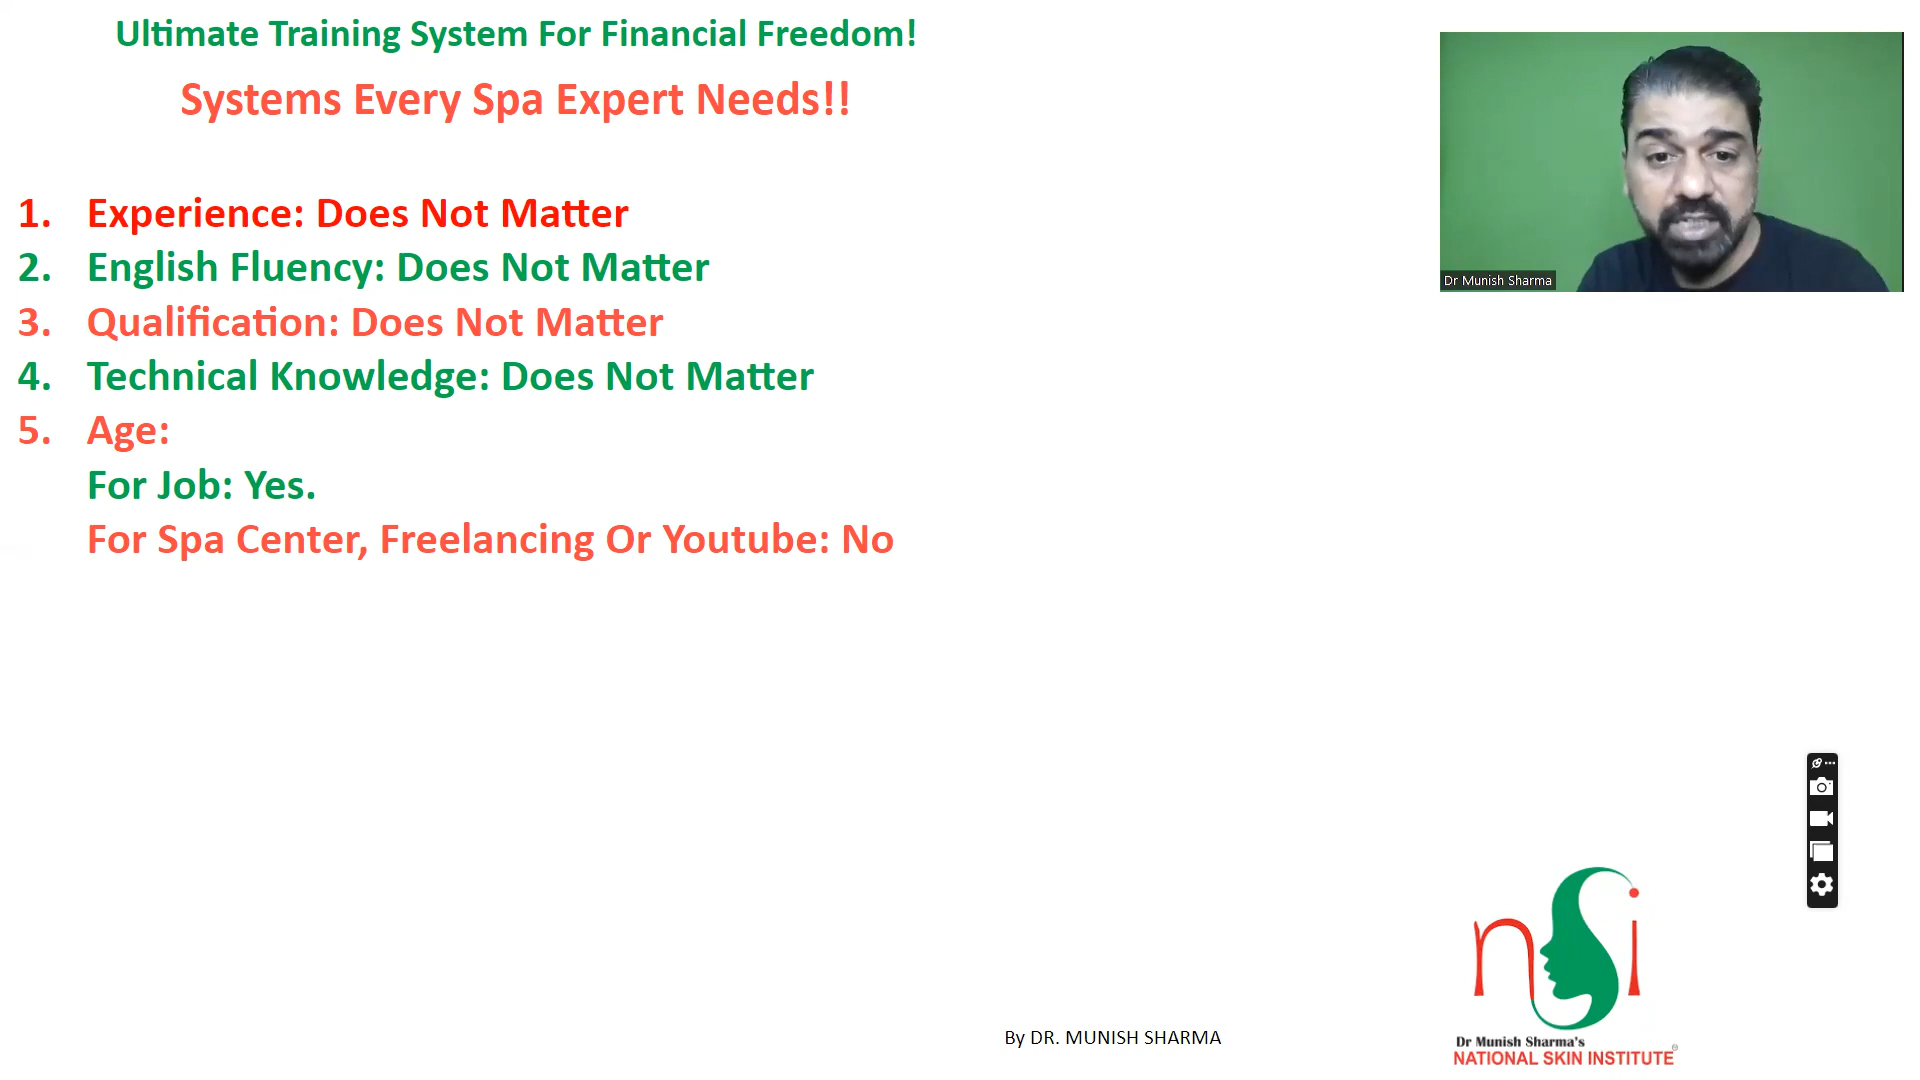 Ultimate Training System For Financial Freedom!
Systems Every Spa Expert Needs!!
1. Experience: Does Not Matter
2. English Fluency: Does Not Matter
3. Qualification: Does Not Matter
4. Technical Knowledge: Does Not Matter
5. Age:
For Job: Yes.
For Spa Center, Freelancing Or Youtube: No
Dr Munish Sharma
By DR. MUNISH SHARMA
nsi
Dr Munish Sharma's
NATIONAL SKIN INSTITUTE